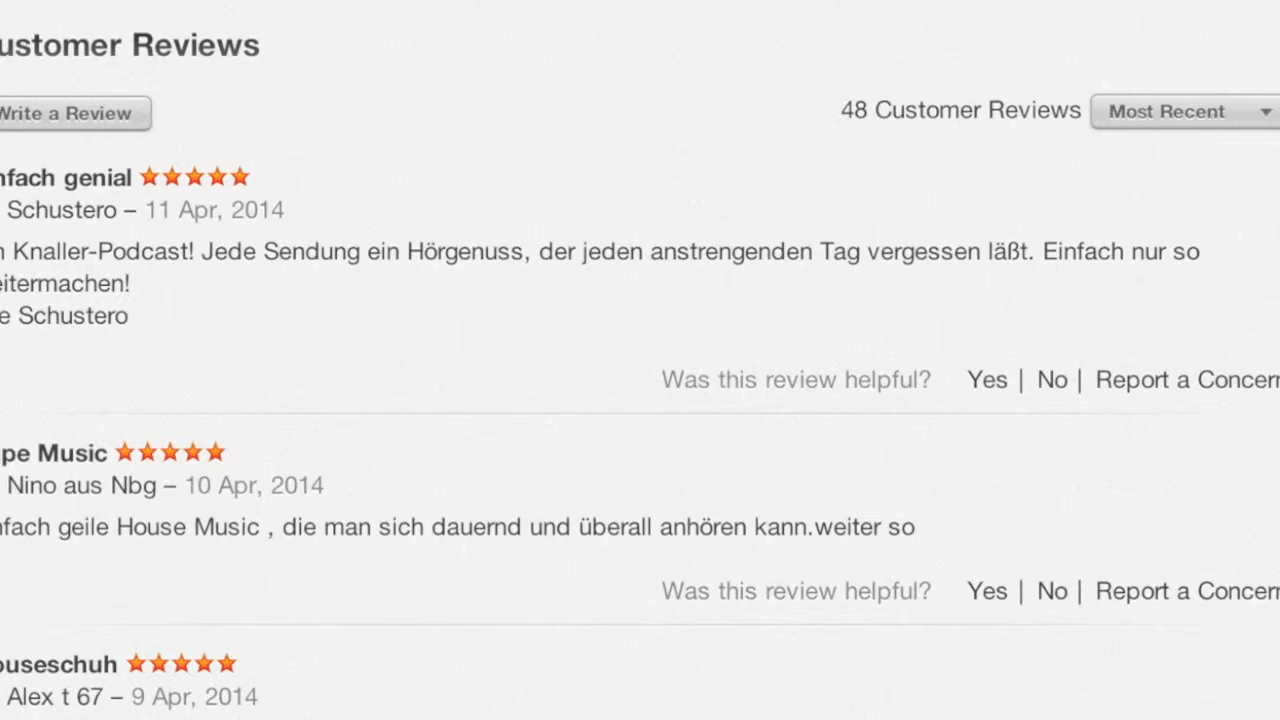 ustomer Reviews
Write a Review
48 Customer Reviews Most Recent
nfach genial
Schustero – 11 Apr, 2014
n Knaller-Podcast! Jede Sendung ein Hörgenuss, der jeden anstrengenden Tag vergessen läßt. Einfach nur so
eitermachen!
e Schustero
Was this review helpful? Yes | No | Report a Concern
pe Music
Nino aus Nbg – 10 Apr, 2014
nfach geile House Music , die man sich dauernd und überall anhören kann.weiter so
Was this review helpful? Yes | No | Report a Concern
ouseschuh
Alex t 67 – 9 Apr, 2014